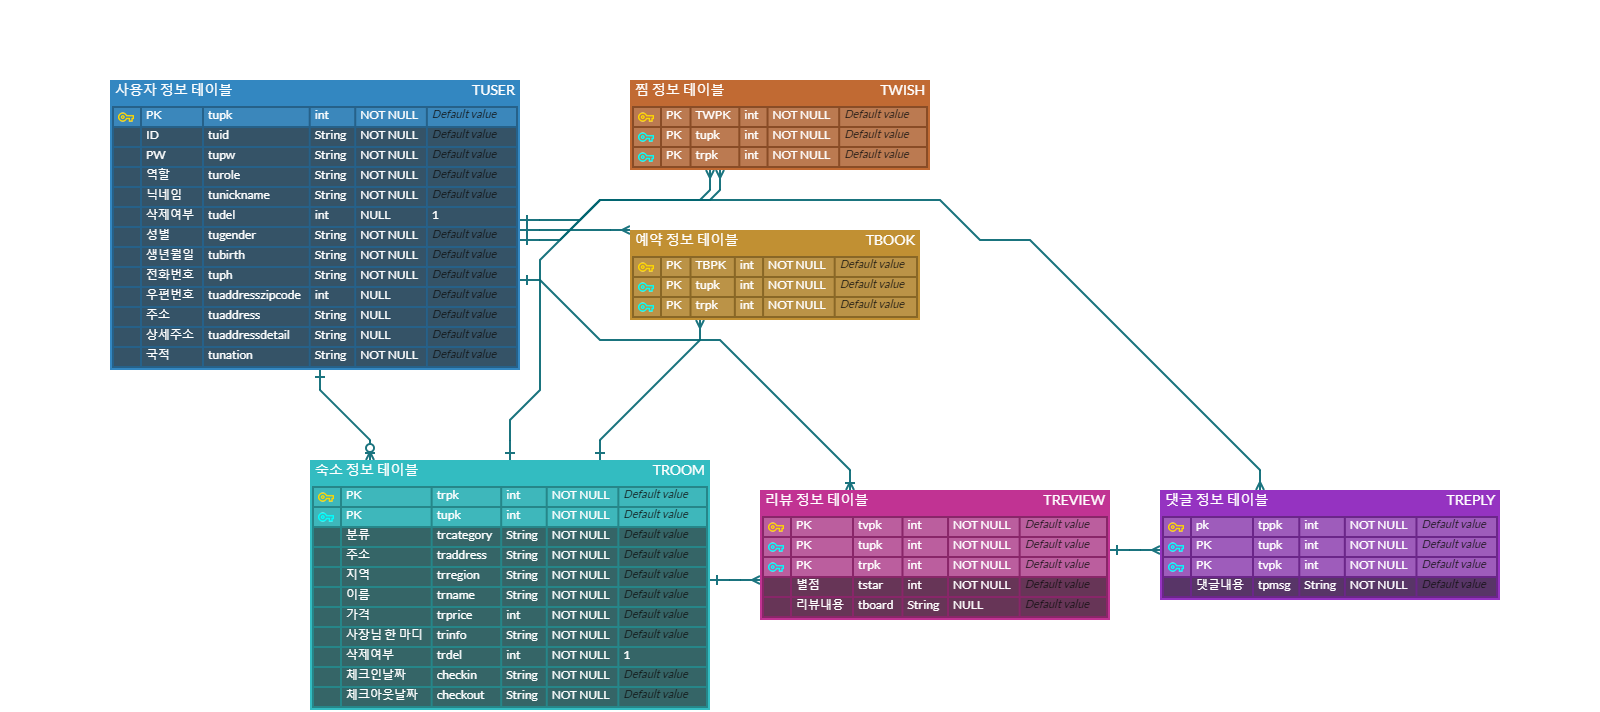 사용자 정보 테이블 TUSER
PK tupk int NOT NULL Default value
ID tuid String NOT NULL Default value
PW tupw String NOT NULL Default value
역할 turole String NOT NULL Default value
닉네임 tunickname String NOT NULL Default value
삭제여부 tudel int NULL 1
성별 tugender String NOT NULL Default value
생년월일 tubirth String NOT NULL Default value
전화번호 tuph String NOT NULL Default value
우편번호 tuaddresszipcode int NULL Default value
주소 tuaddress String NULL Default value
상세주소 tuaddressdetail String NULL Default value
국적 tunation String NOT NULL Default value
찜 정보 테이블 TWISH
PK TWPK int NOT NULL Default value
PK tupk int NOT NULL Default value
PK trpk int NOT NULL Default value
예약 정보 테이블 TBOOK
PK TBPK int NOT NULL Default value
PK tupk int NOT NULL Default value
PK trpk int NOT NULL Default value
숙소 정보 테이블 TROOM
PK trpk int NOT NULL Default value
PK tupk int NOT NULL Default value
분류 trcategory String NOT NULL Default value
주소 traddress String NOT NULL Default value
지역 trregion String NOT NULL Default value
이름 trname String NOT NULL Default value
가격 trprice int NOT NULL Default value
사장님 한 마디 trinfo String NOT NULL Default value
삭제여부 trdel int NOT NULL 1
체크인날짜 checkin String NOT NULL Default value
체크아웃날짜 checkout String NOT NULL Default value
리뷰 정보 테이블 TREVIEW
PK tvpk int NOT NULL Default value
PK tupk int NOT NULL Default value
PK trpk int NOT NULL Default value
별점 tstar int NOT NULL Default value
리뷰내용 tboard String NULL Default value
댓글 정보 테이블 TREPLY
pk tppk int NOT NULL Default value
PK tupk int NOT NULL Default value
PK tvpk int NOT NULL Default value
댓글내용 tpmsg String NOT NULL Default value